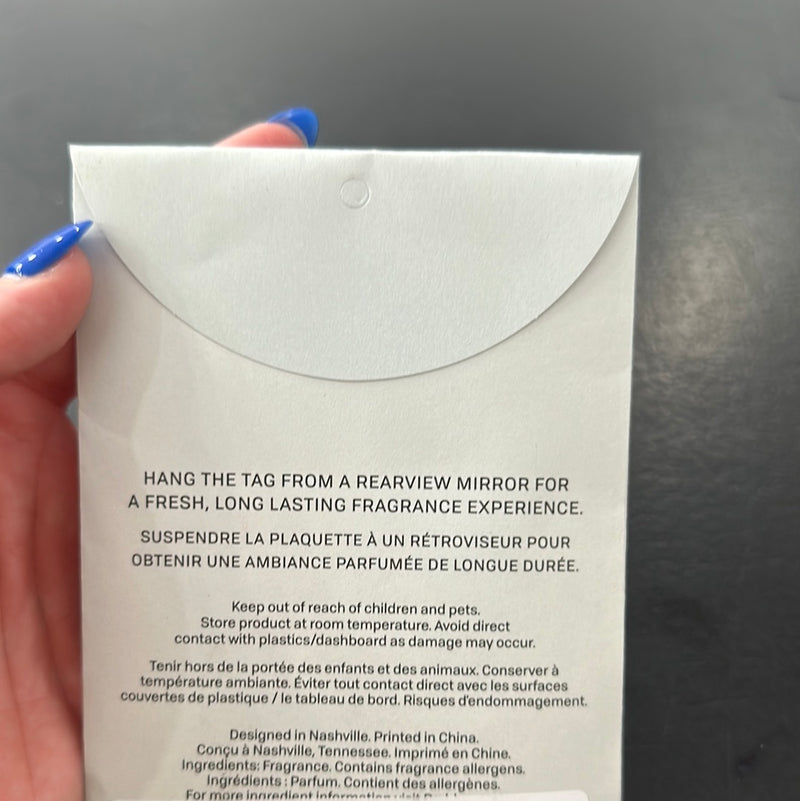 HANG THE TAG FROM A REARVIEW MIRROR FOR
A FRESH, LONG LASTING FRAGRANCE EXPERIENCE.
SUSPENDRE LA PLAQUETTE À UN RÉTROVISEUR POUR
OBTENIR UNE AMBIANCE PARFUMÉE DE LONGUE DURÉE.
Keep out of reach of children and pets.
Store product at room temperature. Avoid direct
contact with plastics/dashboard as damage may occur.
Tenir hors de la portée des enfants et des animaux. Conserver à
température ambiante. Éviter tout contact direct avec les surfaces
couvertes de plastique / le tableau de bord. Risques d'endommagement.
Designed in Nashville. Printed in China.
Conçu à Nashville, Tennessee. Imprimé en Chine.
Ingredients: Fragrance. Contains fragrance allergens.
Ingrédients : Parfum. Contient des allergènes.
For more ingredient information visit